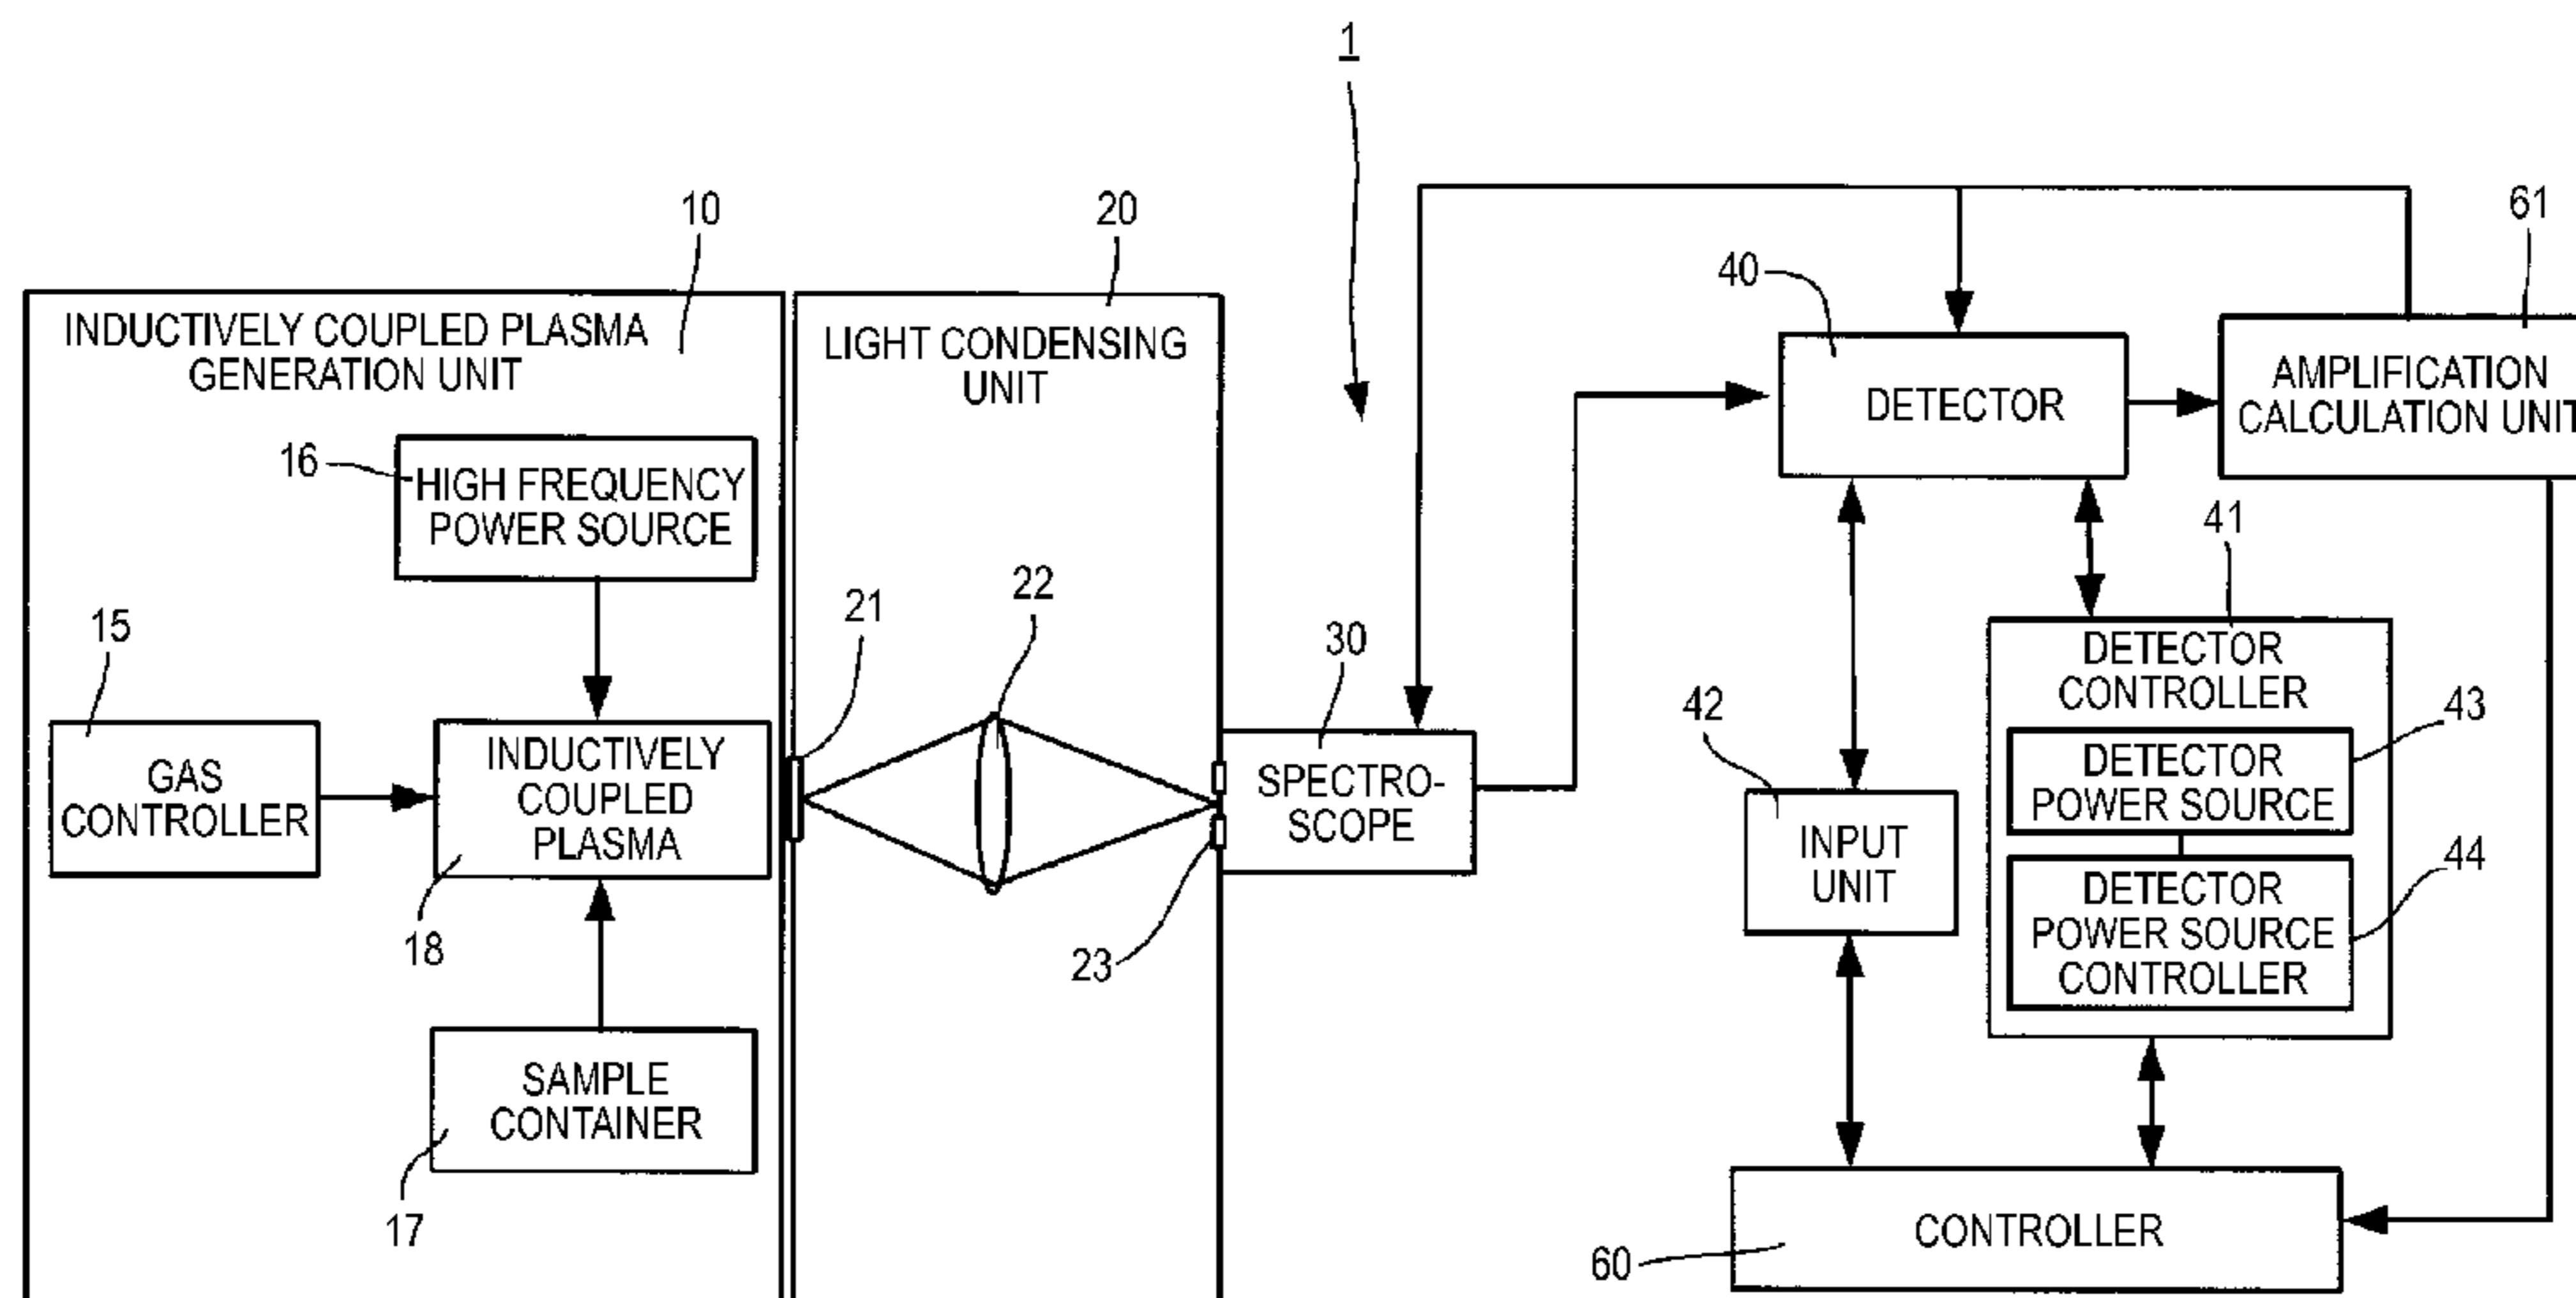 1
10
20
61
40
INDUCTIVELY COUPLED PLASMA
GENERATION UNIT
LIGHT CONDENSING
UNIT
DETECTOR
AMPLIFICATION
CALCULATION UNIT
16
HIGH FREQUENCY
POWER SOURCE
41
15
21
22
30
DETECTOR
CONTROLLER
42
43
GAS
CONTROLLER
INDUCTIVELY
COUPLED
PLASMA
SPECTRO-
SCOPE
DETECTOR
POWER SOURCE
INPUT
UNIT
44
DETECTOR
POWER SOURCE
CONTROLLER
18
23
SAMPLE
CONTAINER
17
CONTROLLER
60